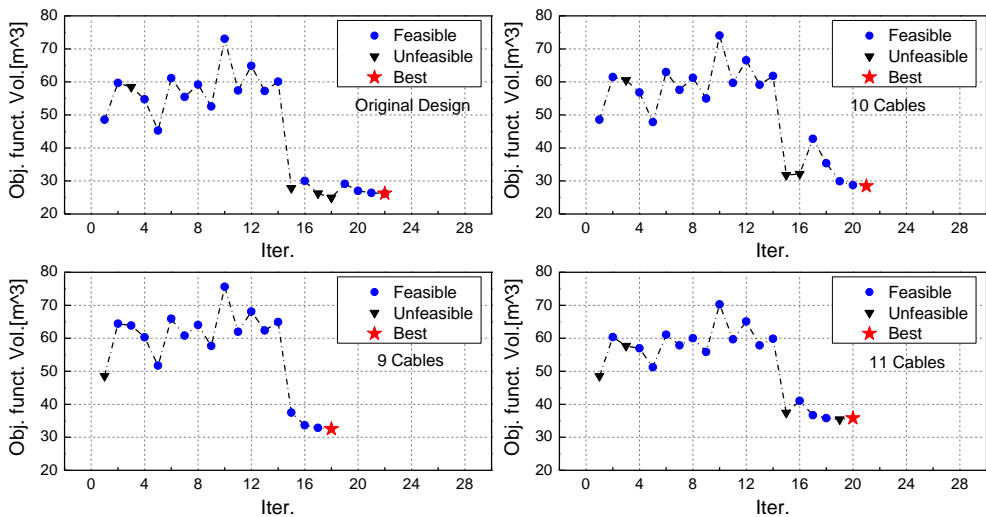 Obj. funct. Vol.[m^3]
80
70
60
50
40
30
20
0 4 8 12 16 20 24 28
Iter.
Feasible
Unfeasible
Best
Original Design
Obj. funct. Vol.[m^3]
80
70
60
50
40
30
20
0 4 8 12 16 20 24 28
Iter.
Feasible
Unfeasible
Best
10 Cables
Obj. funct. Vol.[m^3]
80
70
60
50
40
30
20
0 4 8 12 16 20 24 28
Iter.
Feasible
Unfeasible
Best
9 Cables
Obj. funct. Vol.[m^3]
80
70
60
50
40
30
20
0 4 8 12 16 20 24 28
Iter.
Feasible
Unfeasible
Best
11 Cables